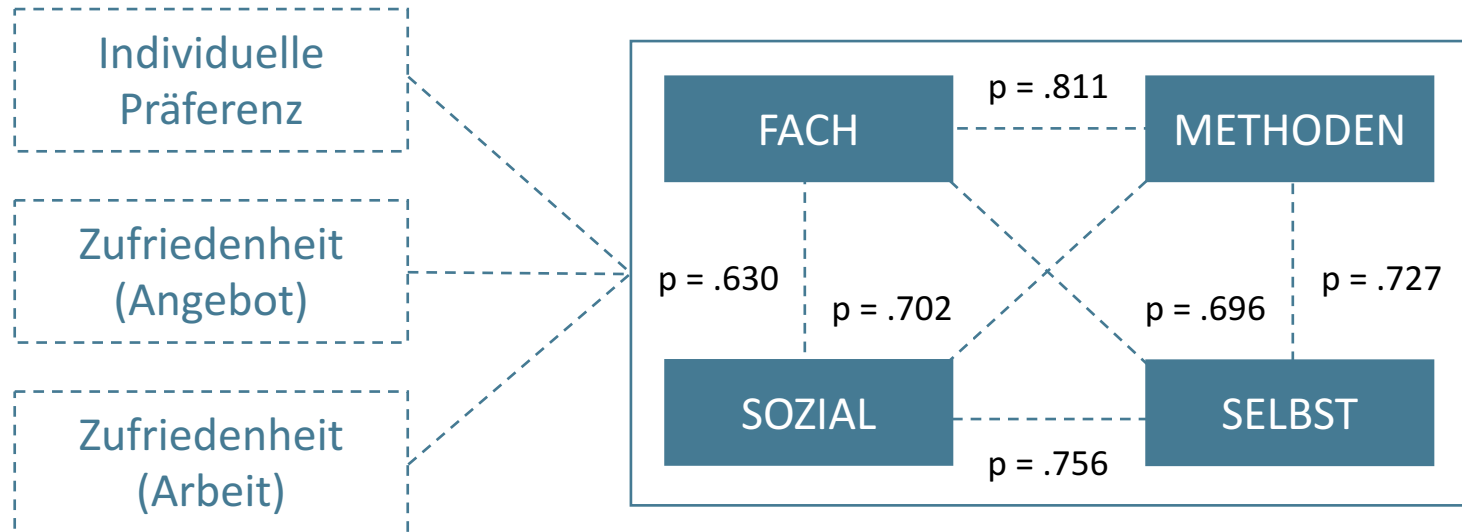 Individuelle
Präferenz
Zufriedenheit
(Angebot)
Zufriedenheit
(Arbeit)
p = .811
FACH
METHODEN
p = .630
p = .702
p = .696
p = .727
SOZIAL
SELBST
p = .756